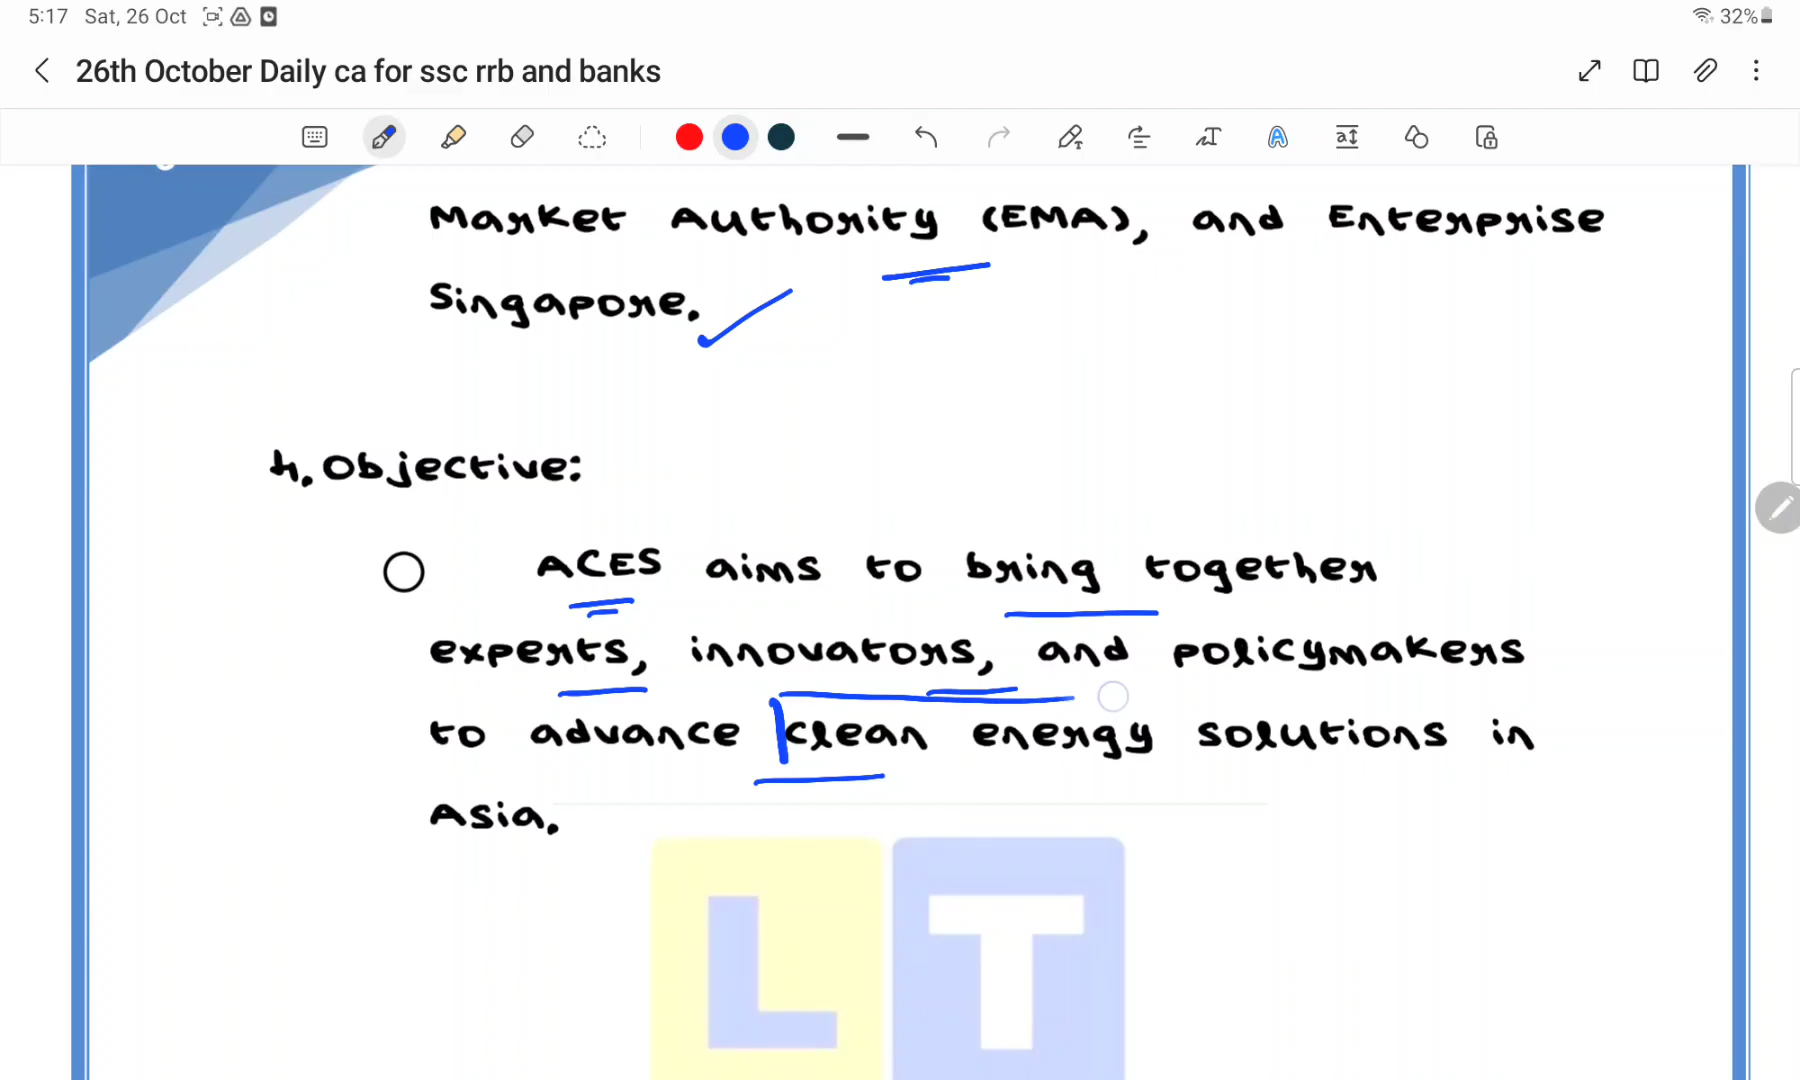 5:17 Sat, 26 Oct
32%
26th October Daily ca for ssc rrb and banks
Market Authority (EMA), and Enterprise
Singapore.
4. Objective:
ACES aims to bring together
experts, innovators, and policymakers
to advance clean energy solutions in
Asia.
LT